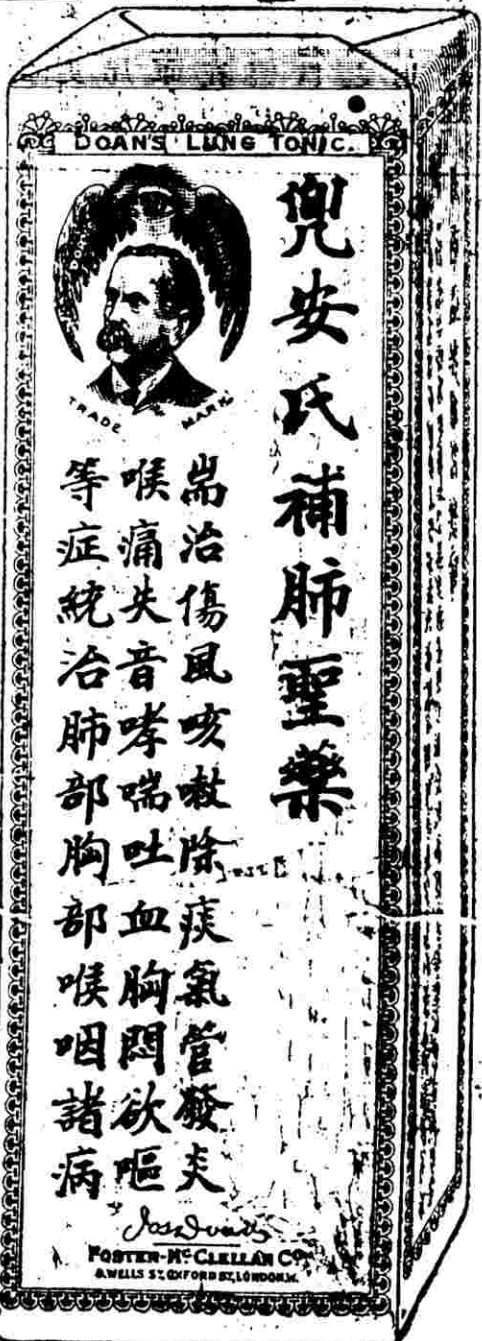 DOAN'S LUNG TONIC.
TRADE MARK
兜安氏補肺聖藥
耑治傷風咳嗽除痰氣管發炎
喉痛失音哮喘吐血胸悶欲嘔
等症統治肺部胸部喉咽諸病
FOSTER-McCLELLAN Co.
8, WELLS ST, OXFORD ST, LONDON.W.